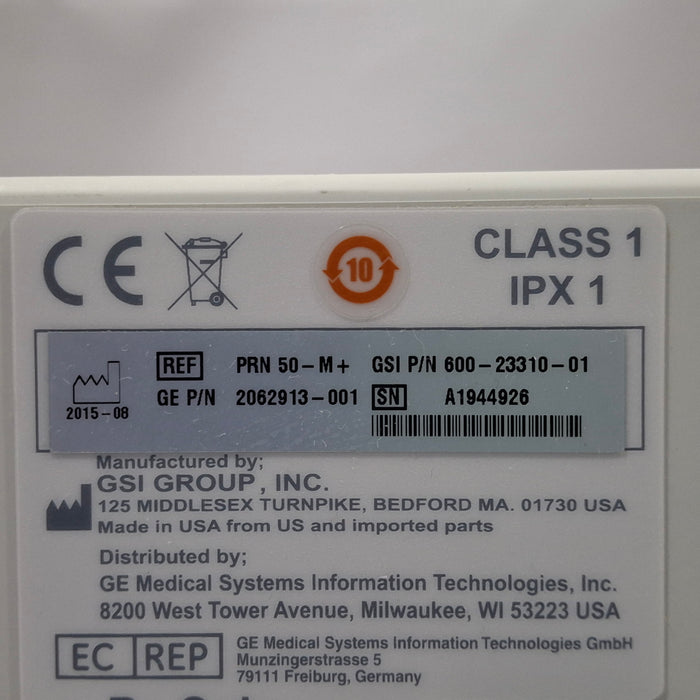 CE
10
CLASS 1
IPX 1
REF PRN 50-M+ GSI P/N 600-23310-01
2015-08 GE P/N 2062913-001 SN A1944926
Manufactured by;
GSI GROUP, INC.
125 MIDDLESEX TURNPIKE, BEDFORD MA. 01730 USA
Made in USA from US and imported parts
Distributed by;
GE Medical Systems Information Technologies, Inc.
8200 West Tower Avenue, Milwaukee, WI 53223 USA
EC REP
GE Medical Systems Information Technologies GmbH
Munzingerstrasse 5
79111 Freiburg, Germany